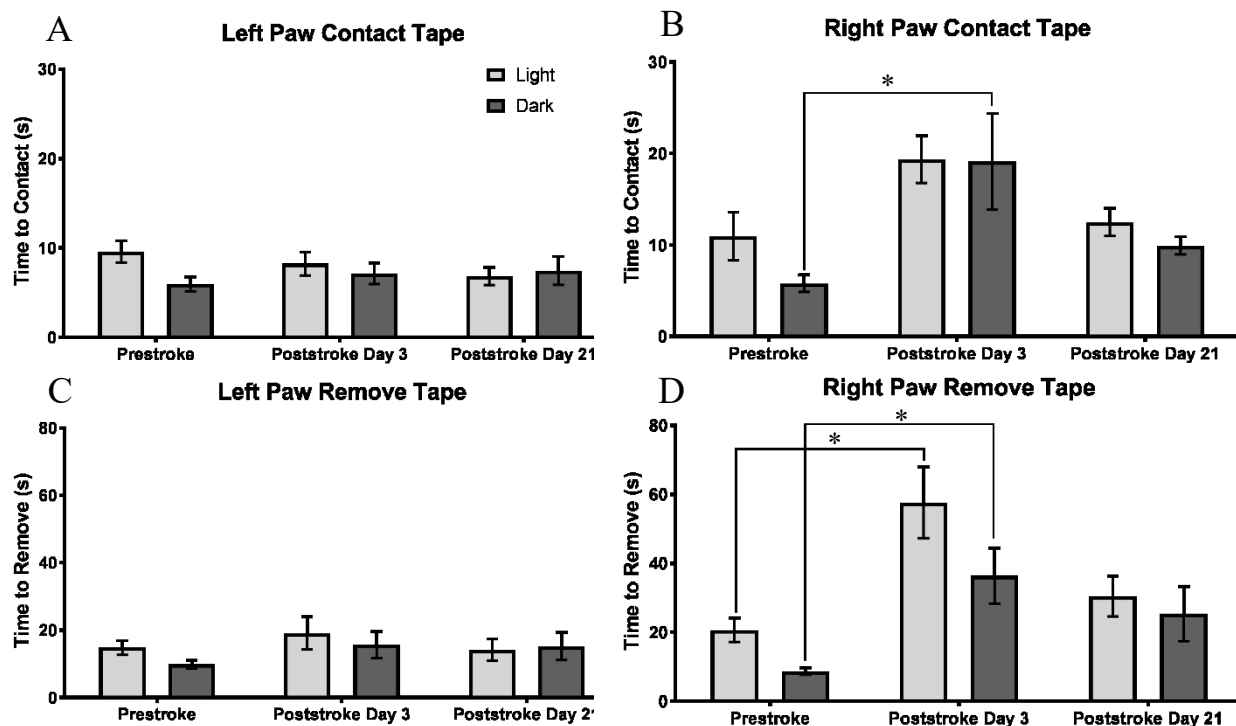 A
Left Paw Contact Tape
Time to Contact (s)
30
20
10
0
Light
Dark
Prestroke
Poststroke Day 3
Poststroke Day 21
B
Right Paw Contact Tape
Time to Contact (s)
30
20
10
0
*
Prestroke
Poststroke Day 3
Poststroke Day 21
C
Left Paw Remove Tape
Time to Remove (s)
80
60
40
20
0
Prestroke
Poststroke Day 3
Poststroke Day 21
D
Right Paw Remove Tape
Time to Remove (s)
80
60
40
20
0
*
*
Prestroke
Poststroke Day 3
Poststroke Day 21